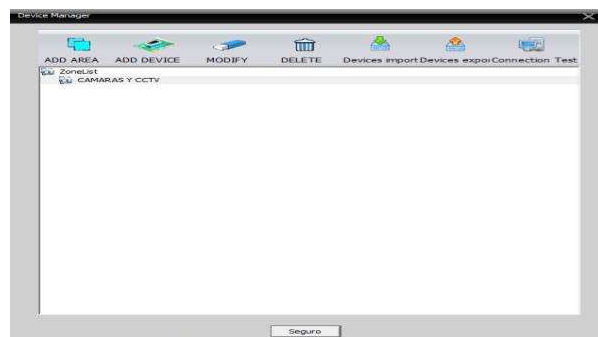 Device Manager
ADD AREA ADD DEVICE MODIFY DELETE Devices import Devices expor Connection Test
ZoneList
CAMARAS Y CCTV
Seguro